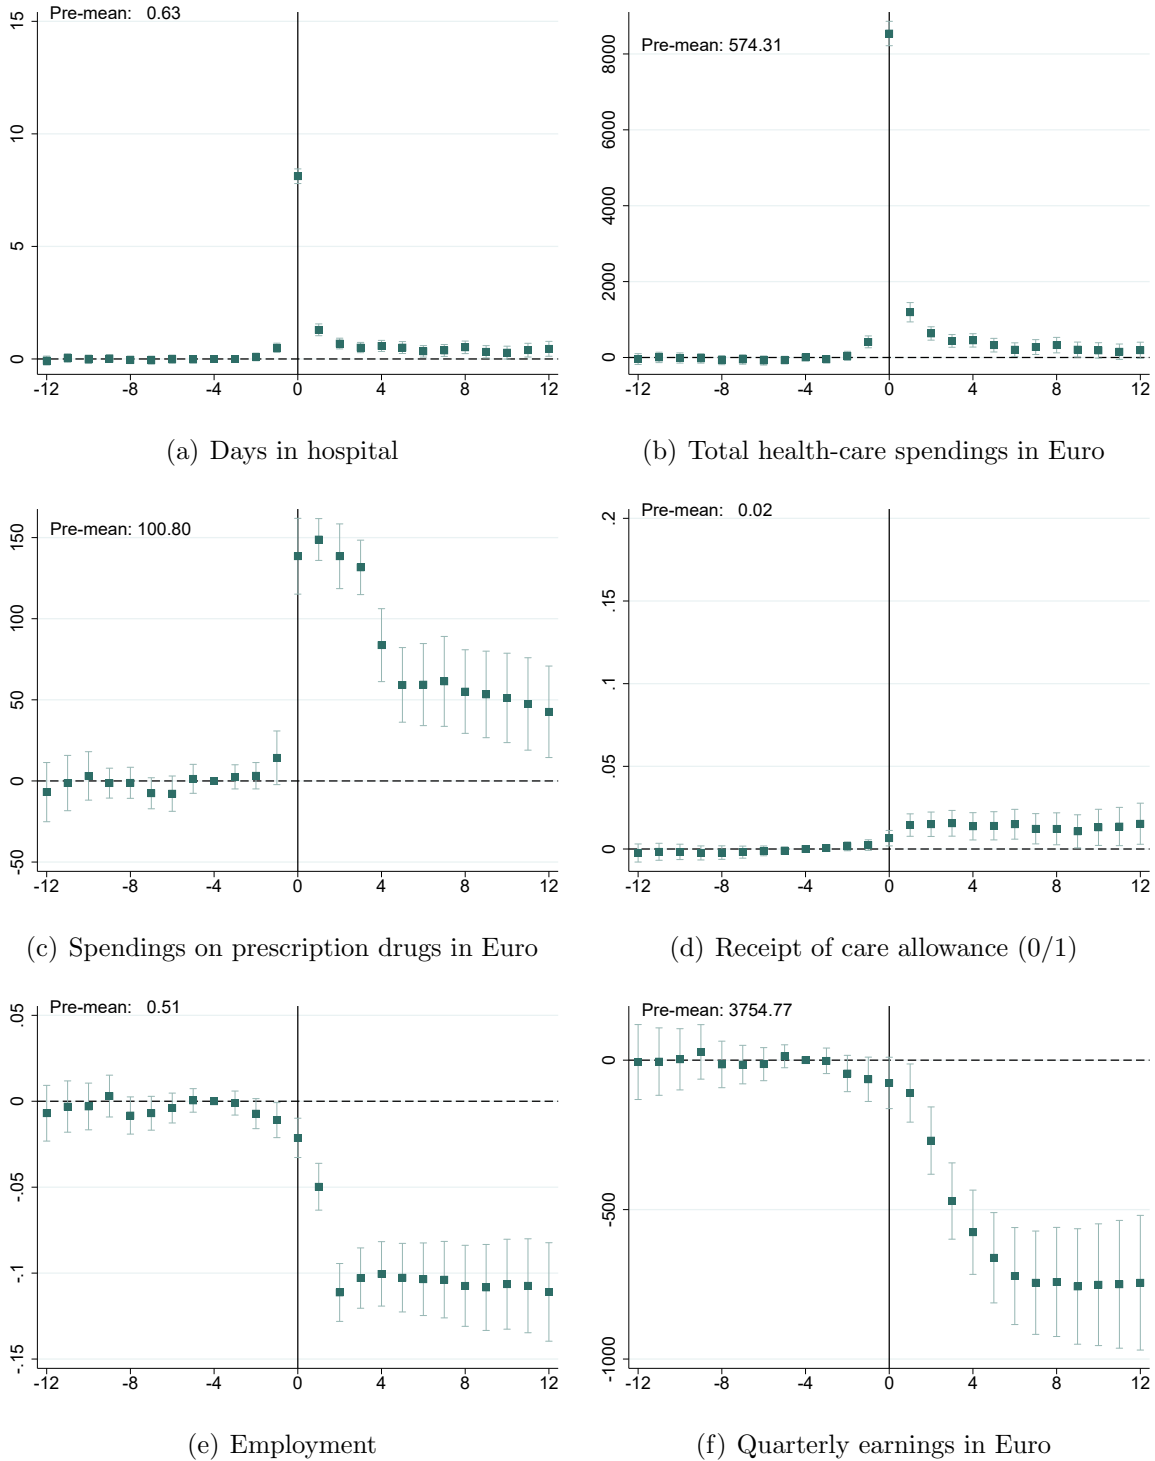 Pre-mean: 0.63
15
10
5
0
-12 -8 -4 0 4 8 12
(a) Days in hospital
Pre-mean: 574.31
8000
6000
4000
2000
0
-12 -8 -4 0 4 8 12
(b) Total health-care spendings in Euro
Pre-mean: 100.80
150
100
50
0
-50
-12 -8 -4 0 4 8 12
(c) Spendings on prescription drugs in Euro
Pre-mean: 0.02
.2
.15
.1
.05
0
-12 -8 -4 0 4 8 12
(d) Receipt of care allowance (0/1)
Pre-mean: 0.51
.05
0
-.05
-.1
-.15
-12 -8 -4 0 4 8 12
(e) Employment
Pre-mean: 3754.77
0
-500
-1000
-12 -8 -4 0 4 8 12
(f) Quarterly earnings in Euro